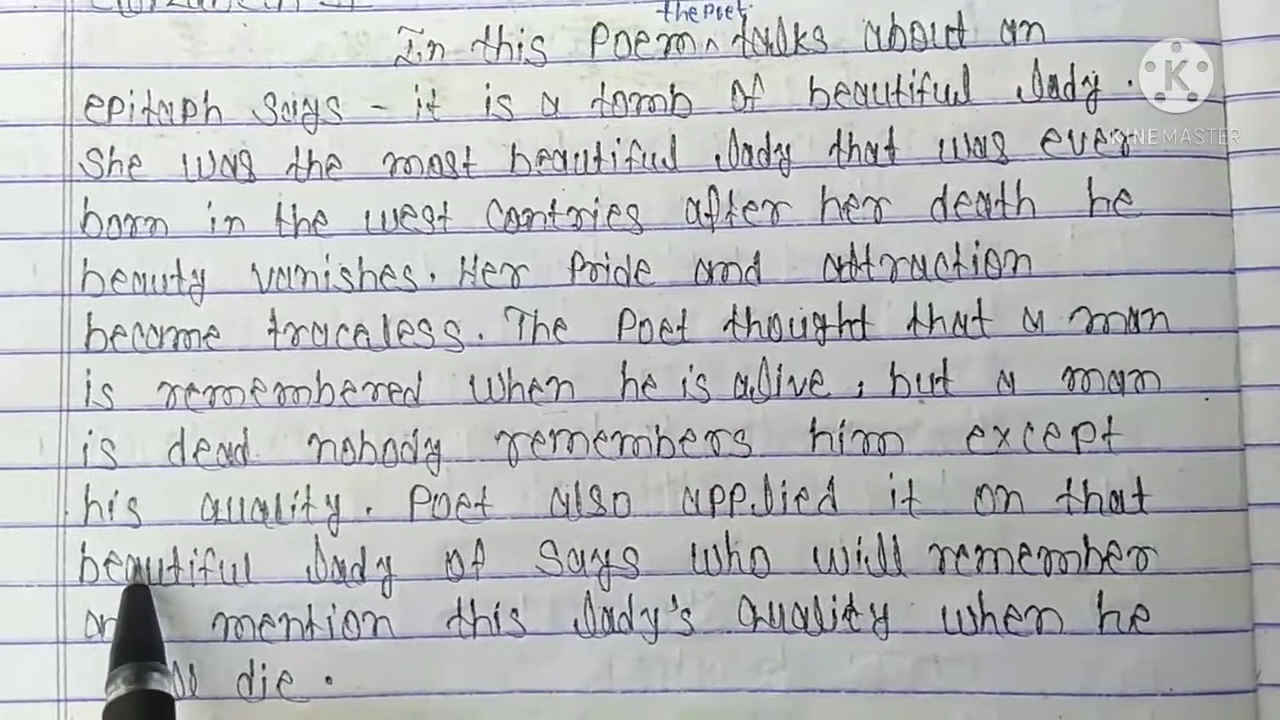 In this Poem ^ the Poet talks about an
epitaph says - it is a tomb of beautiful lady.
She was the most beautiful lady that was ever
born in the west contries after her death he
beauty vanishes. Her Pride and attraction
become traceless. The Poet thought that a man
is remembered when he is alive, but a man
is dead nobody remembers him except
his quality. Poet also applied it on that
beautiful lady of says who will remember
mention this lady's quality when he
die.
K
KINEMASTER